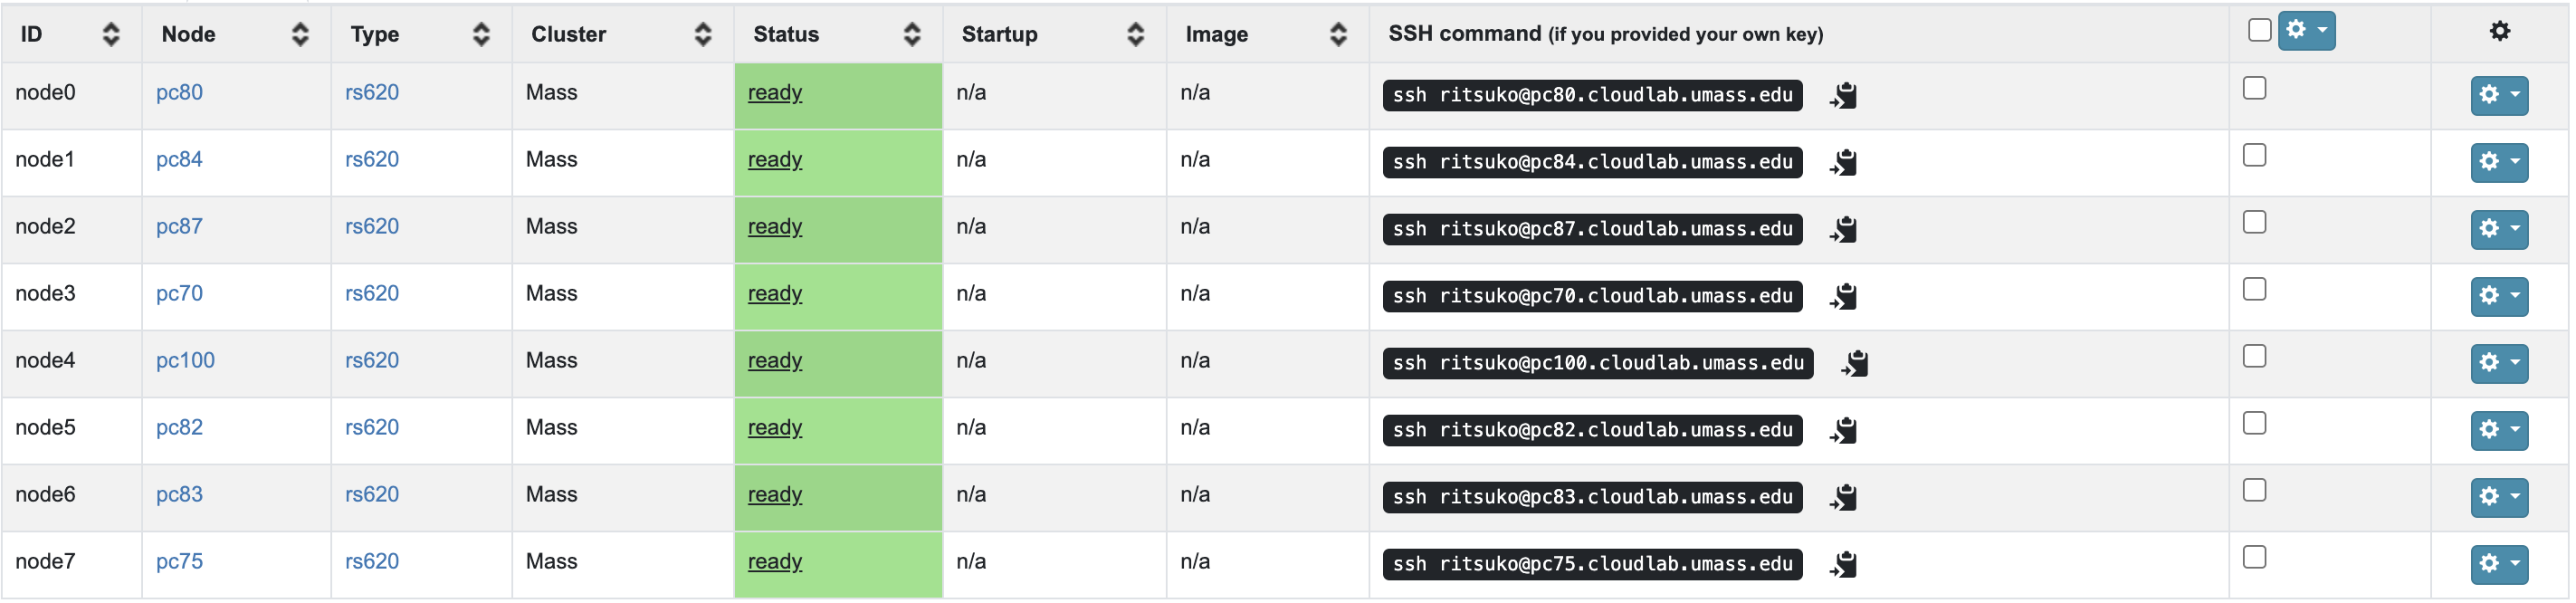 ID Node Type Cluster Status Startup Image SSH command (if you provided your own key)
node0 pc80 rs620 Mass ready n/a n/a ssh ritsuko@pc80.cloudlab.umass.edu
node1 pc84 rs620 Mass ready n/a n/a ssh ritsuko@pc84.cloudlab.umass.edu
node2 pc87 rs620 Mass ready n/a n/a ssh ritsuko@pc87.cloudlab.umass.edu
node3 pc70 rs620 Mass ready n/a n/a ssh ritsuko@pc70.cloudlab.umass.edu
node4 pc100 rs620 Mass ready n/a n/a ssh ritsuko@pc100.cloudlab.umass.edu
node5 pc82 rs620 Mass ready n/a n/a ssh ritsuko@pc82.cloudlab.umass.edu
node6 pc83 rs620 Mass ready n/a n/a ssh ritsuko@pc83.cloudlab.umass.edu
node7 pc75 rs620 Mass ready n/a n/a ssh ritsuko@pc75.cloudlab.umass.edu